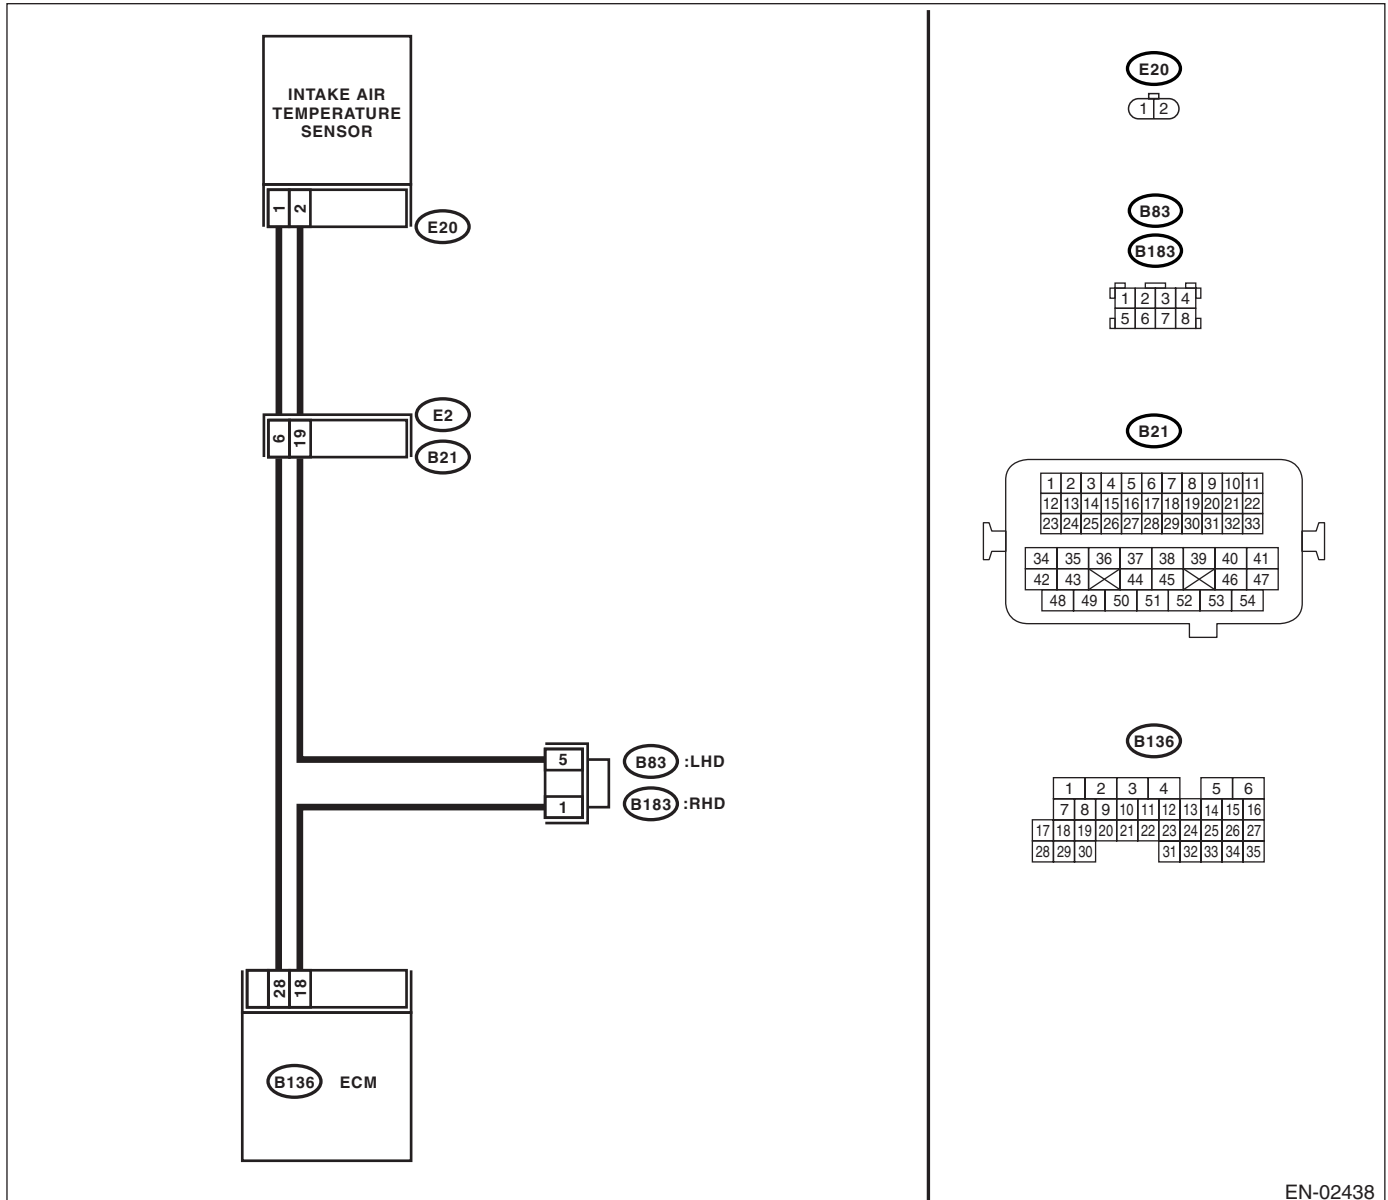 INTAKE AIR
TEMPERATURE
SENSOR
1 2
E20
E2
6 19
B21
5
B83 :LHD
1
B183 :RHD
28 18
B136 ECM
E20
1 2
B83
B183
1 2 3 4
5 6 7 8
B21
1 2 3 4 5 6 7 8 9 10 11
12 13 14 15 16 17 18 19 20 21 22
23 24 25 26 27 28 29 30 31 32 33
34 35 36 37 38 39 40 41
42 43 44 45 46 47
48 49 50 51 52 53 54
B136
1 2 3 4 5 6
7 8 9 10 11 12 13 14 15 16
17 18 19 20 21 22 23 24 25 26 27
28 29 30 31 32 33 34 35
EN-02438